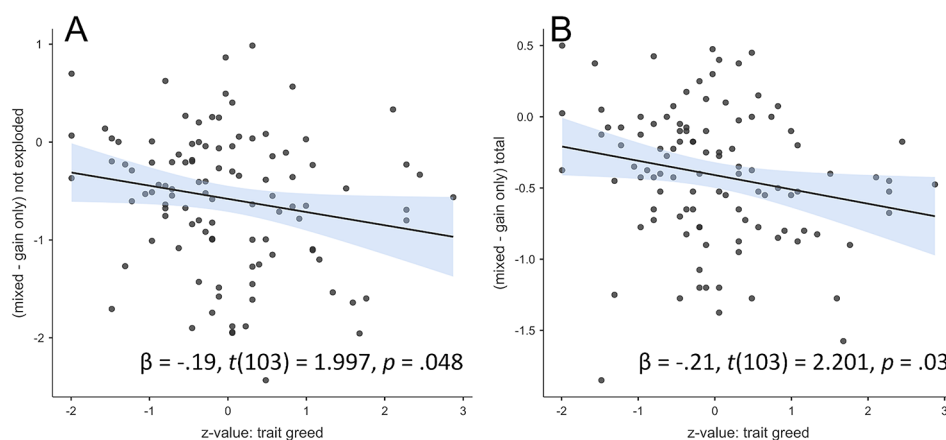 A
B
1
0
-1
-2
(mixed - gain only) not exploded
β = -.19, t(103) = 1.997, p = .048
-2
-1
0
1
2
3
z-value: trait greed
0.5
0.0
-0.5
-1.0
-1.5
(mixed - gain only) total
β = -.21, t(103) = 2.201, p = .03
-2
-1
0
1
2
3
z-value: trait greed